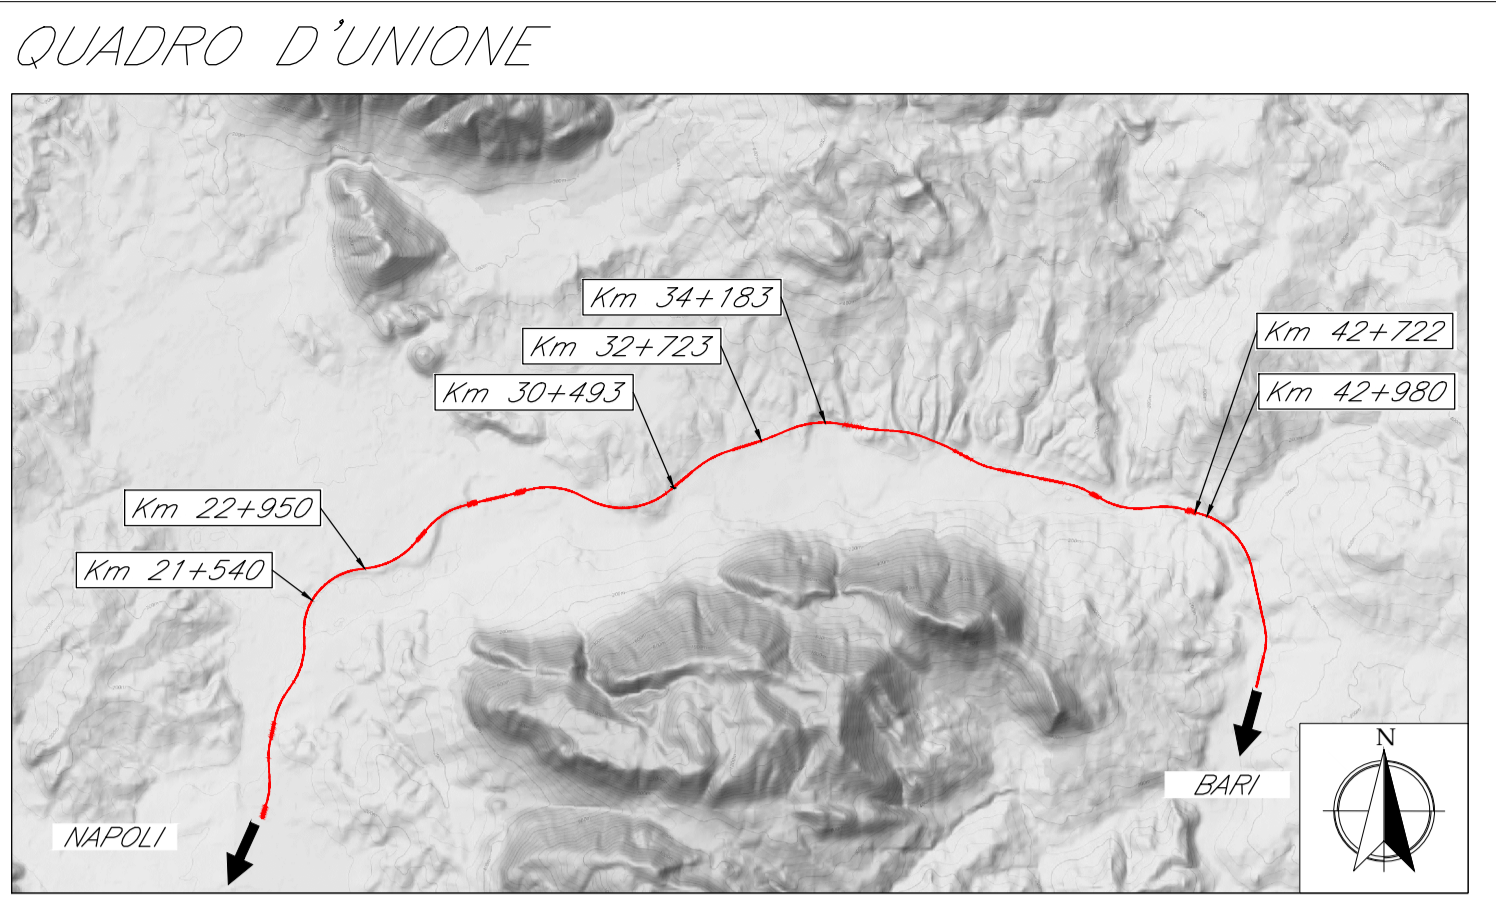 QUADRO D'UNIONE
Km 34+183
Km 32+723
Km 42+722
Km 30+493
Km 42+980
Km 22+950
Km 21+540
N
BARI
NAPOLI